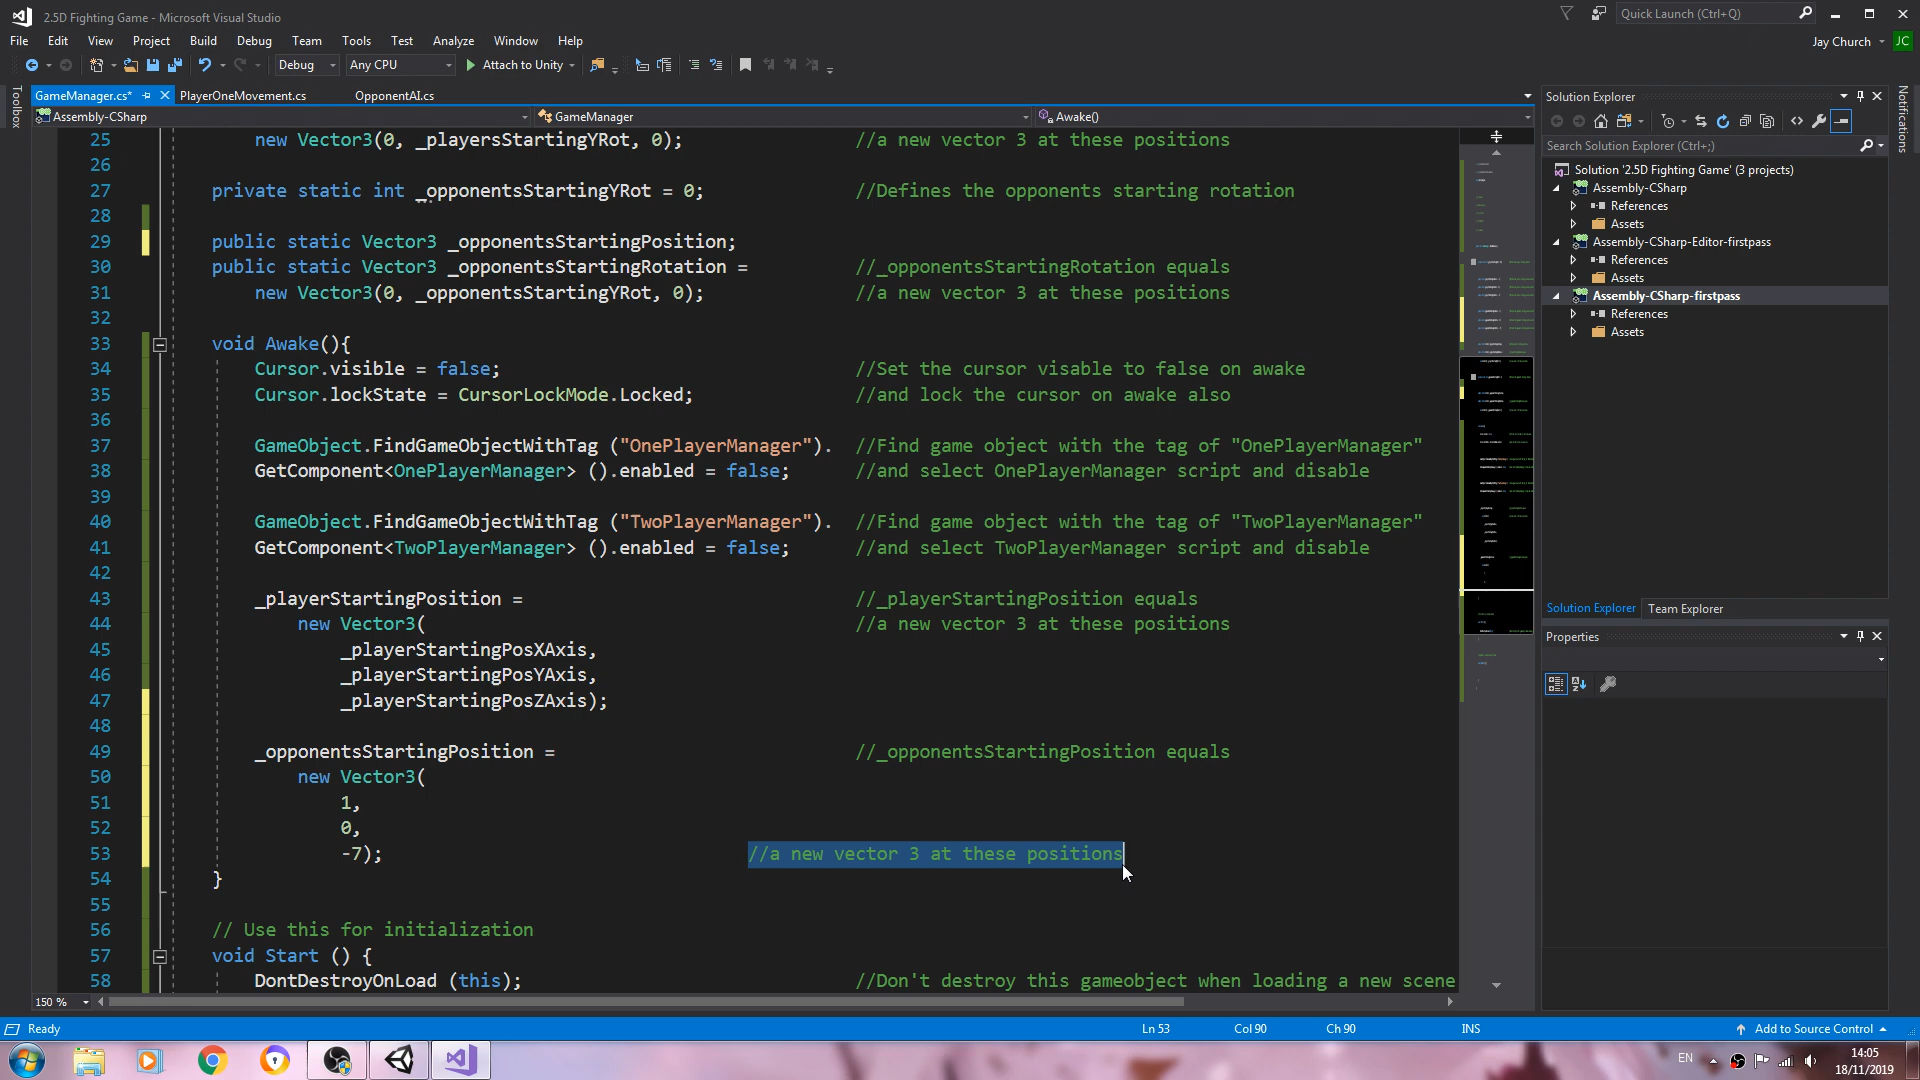 2.5D Fighting Game - Microsoft Visual Studio
Quick Launch (Ctrl+Q)
File Edit View Project Build Debug Team Tools Test Analyze Window Help
Jay Church JC
Debug Any CPU Attach to Unity
Toolbox
GameManager.cs* PlayerOneMovement.cs OpponentAI.cs
Assembly-CSharp GameManager Awake()
25 new Vector3(0, _playersStartingYRot, 0); //a new vector 3 at these positions
26
27 private static int _opponentsStartingYRot = 0; //Defines the opponents starting rotation
28
29 public static Vector3 _opponentsStartingPosition;
30 public static Vector3 _opponentsStartingRotation = //_opponentsStartingRotation equals
31 new Vector3(0, _opponentsStartingYRot, 0); //a new vector 3 at these positions
32
33 void Awake(){
34 Cursor.visible = false; //Set the cursor visable to false on awake
35 Cursor.lockState = CursorLockMode.Locked; //and lock the cursor on awake also
36
37 GameObject.FindGameObjectWithTag ("OnePlayerManager"). //Find game object with the tag of "OnePlayerManager"
38 GetComponent<OnePlayerManager> ().enabled = false; //and select OnePlayerManager script and disable
39
40 GameObject.FindGameObjectWithTag ("TwoPlayerManager"). //Find game object with the tag of "TwoPlayerManager"
41 GetComponent<TwoPlayerManager> ().enabled = false; //and select TwoPlayerManager script and disable
42
43 _playerStartingPosition = //_playerStartingPosition equals
44 new Vector3( //a new vector 3 at these positions
45 _playerStartingPosXAxis,
46 _playerStartingPosYAxis,
47 _playerStartingPosZAxis);
48
49 _opponentsStartingPosition = //_opponentsStartingPosition equals
50 new Vector3(
51 1,
52 0,
53 -7); //a new vector 3 at these positions
54 }
55
56 // Use this for initialization
57 void Start () {
58 DontDestroyOnLoad (this); //Don't destroy this gameobject when loading a new scene
150 %
Solution Explorer
Search Solution Explorer (Ctrl+;)
Solution '2.5D Fighting Game' (3 projects)
Assembly-CSharp
References
Assets
Assembly-CSharp-Editor-firstpass
References
Assets
Assembly-CSharp-firstpass
References
Assets
Solution Explorer Team Explorer
Properties
Notifications
Ready Ln 53 Col 90 Ch 90 INS Add to Source Control
EN 14:05
18/11/2019